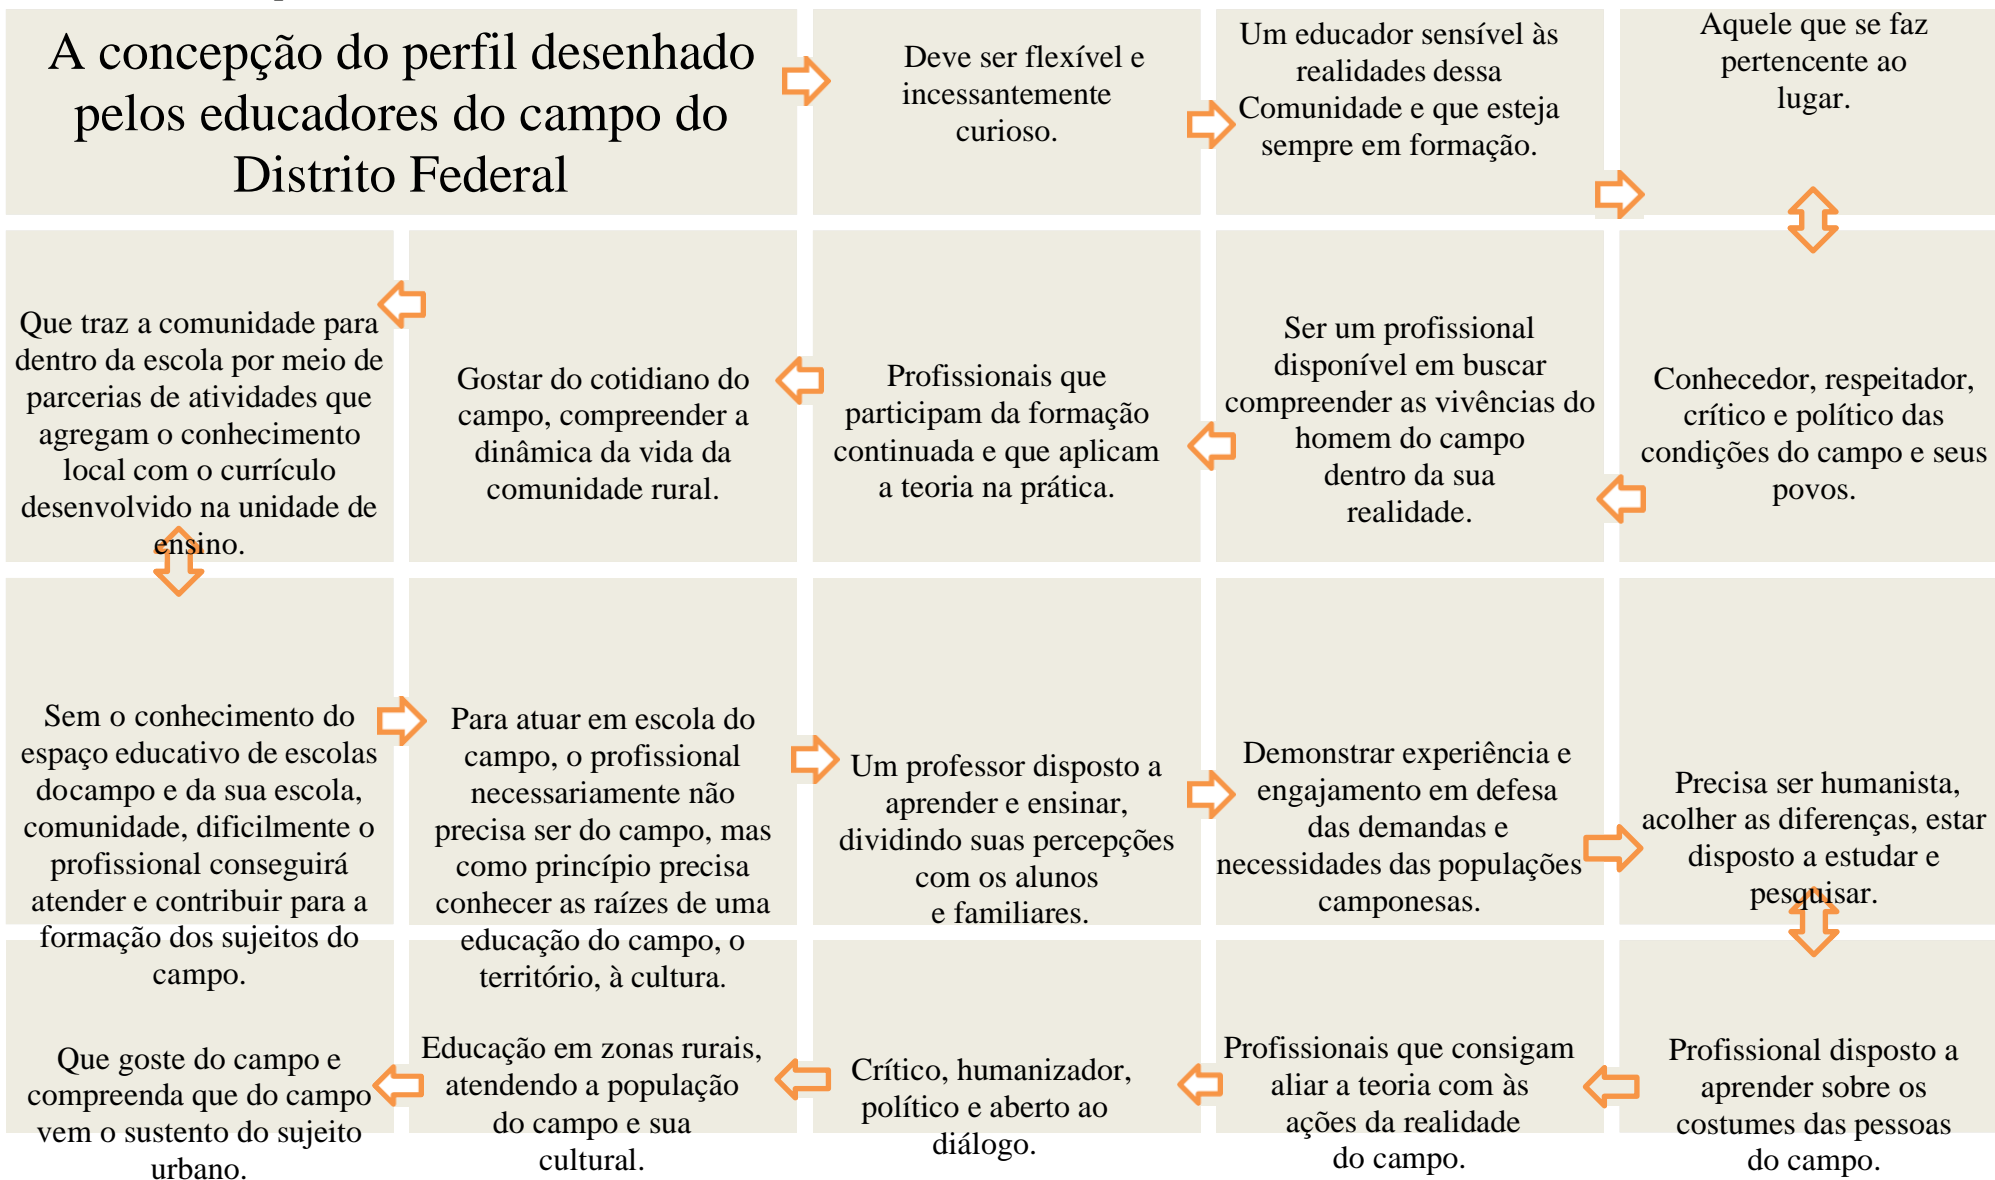 A concepção do perfil desenhado
pelos educadores do campo do
Distrito Federal
Deve ser flexível e
incessantemente
curioso.
Um educador sensível às
realidades dessa
Comunidade e que esteja
sempre em formação.
Aquele que se faz
pertencente ao
lugar.
Que traz a comunidade para
dentro da escola por meio de
parcerias de atividades que
agregam o conhecimento
local com o currículo
desenvolvido na unidade de
ensino.
Gostar do cotidiano do
campo, compreender a
dinâmica da vida da
comunidade rural.
Profissionais que
participam da formação
continuada e que aplicam
a teoria na prática.
Ser um profissional
disponível em buscar
compreender as vivências do
homem do campo
dentro da sua
realidade.
Conhecedor, respeitador,
crítico e político das
condições do campo e seus
povos.
Sem o conhecimento do
espaço educativo de escolas
docampo e da sua escola,
comunidade, dificilmente o
profissional conseguirá
atender e contribuir para a
formação dos sujeitos do
campo.
Para atuar em escola do
campo, o profissional
necessariamente não
precisa ser do campo, mas
como princípio precisa
conhecer as raízes de uma
educação do campo, o
território, à cultura.
Um professor disposto a
aprender e ensinar,
dividindo suas percepções
com os alunos
e familiares.
Demonstrar experiência e
engajamento em defesa
das demandas e
necessidades das populações
camponesas.
Precisa ser humanista,
acolher as diferenças, estar
disposto a estudar e
pesquisar.
Que goste do campo e
compreenda que do campo
vem o sustento do sujeito
urbano.
Educação em zonas rurais,
atendendo a população
do campo e sua
cultural.
Crítico, humanizador,
político e aberto ao
diálogo.
Profissionais que consigam
aliar a teoria com às
ações da realidade
do campo.
Profissional disposto a
aprender sobre os
costumes das pessoas
do campo.